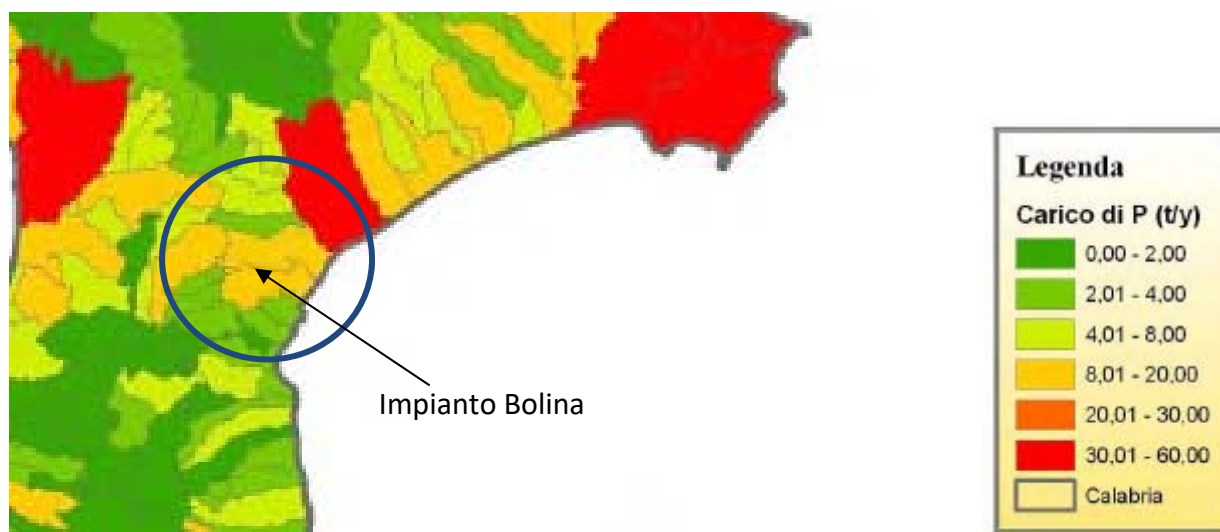 Impianto Bolina
Legenda
Carico di P (t/y)
0,00 - 2,00
2,01 - 4,00
4,01 - 8,00
8,01 - 20,00
20,01 - 30,00
30,01 - 60,00
Calabria